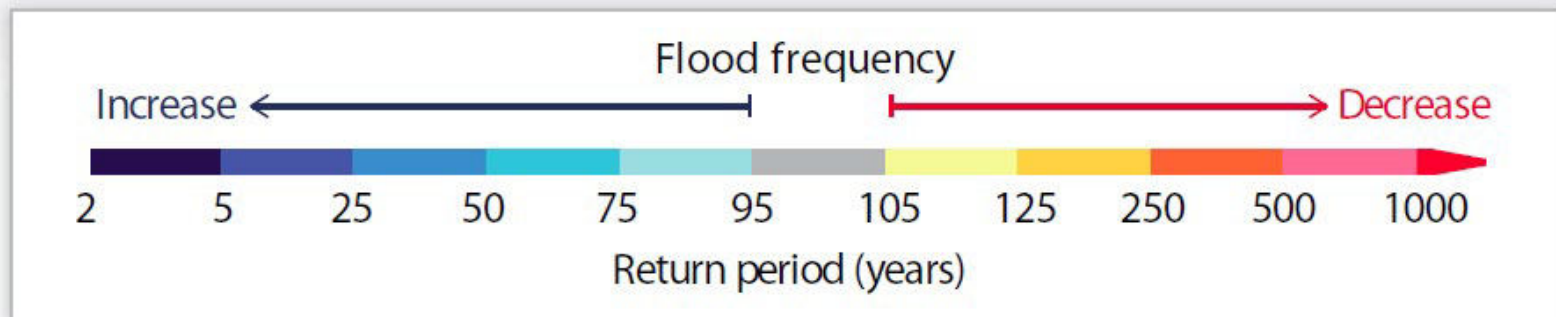 Flood frequency
Increase Decrease
2 5 25 50 75 95 105 125 250 500 1000
Return period (years)